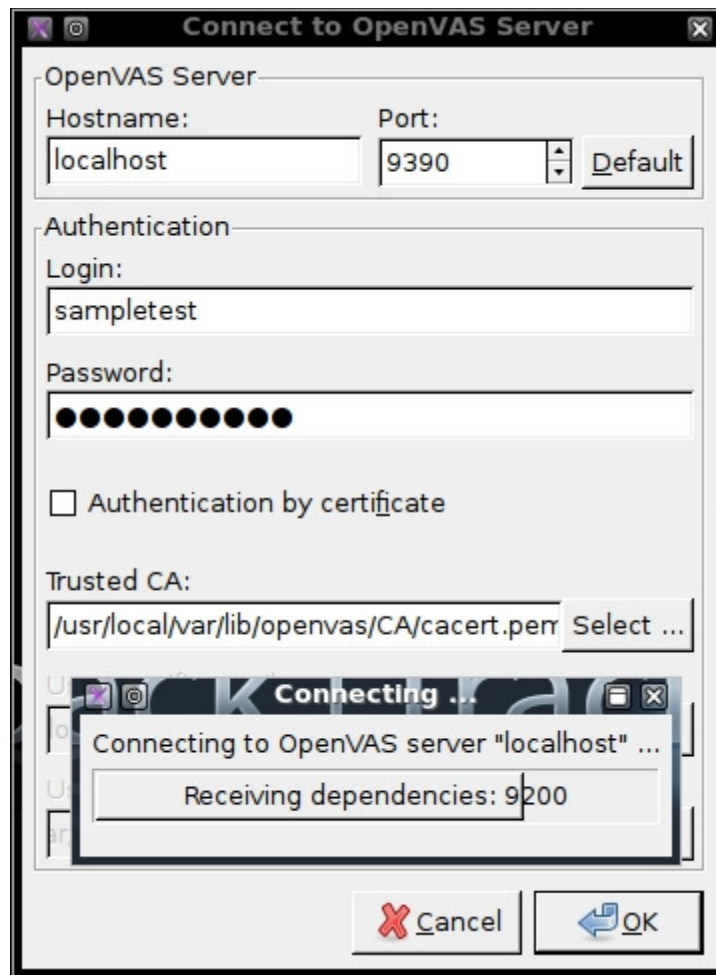 Connect to OpenVAS Server
OpenVAS Server
Hostname: Port:
localhost 9390 Default
Authentication
Login:
sampletest
Password:
●●●●●●●●●●
Authentication by certificate
Trusted CA:
/usr/local/var/lib/openvas/CA/cacert.pem Select ...
Connecting ...
Connecting to OpenVAS server "localhost" ...
Receiving dependencies: 9200
Cancel OK